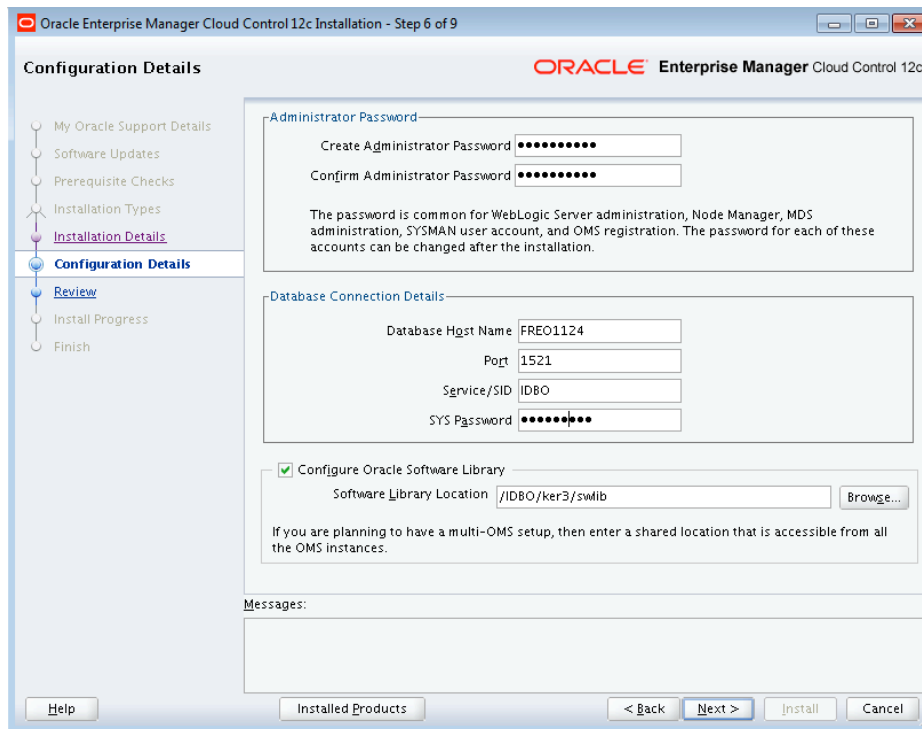 Oracle Enterprise Manager Cloud Control 12c Installation - Step 6 of 9
Configuration Details
ORACLE Enterprise Manager Cloud Control 12c
My Oracle Support Details
Software Updates
Prerequisite Checks
Installation Types
Installation Details
Configuration Details
Review
Install Progress
Finish
Administrator Password
Create Administrator Password ••••••••••
Confirm Administrator Password ••••••••••
The password is common for WebLogic Server administration, Node Manager, MDS
administration, SYSMAN user account, and OMS registration. The password for each of these
accounts can be changed after the installation.
Database Connection Details
Database Host Name FREO1124
Port 1521
Service/SID IDBO
SYS Password •••••••••
Configure Oracle Software Library
Software Library Location /IDBO/ker3/swlib Browse...
If you are planning to have a multi-OMS setup, then enter a shared location that is accessible from all
the OMS instances.
Messages:
Help Installed Products < Back Next > Install Cancel